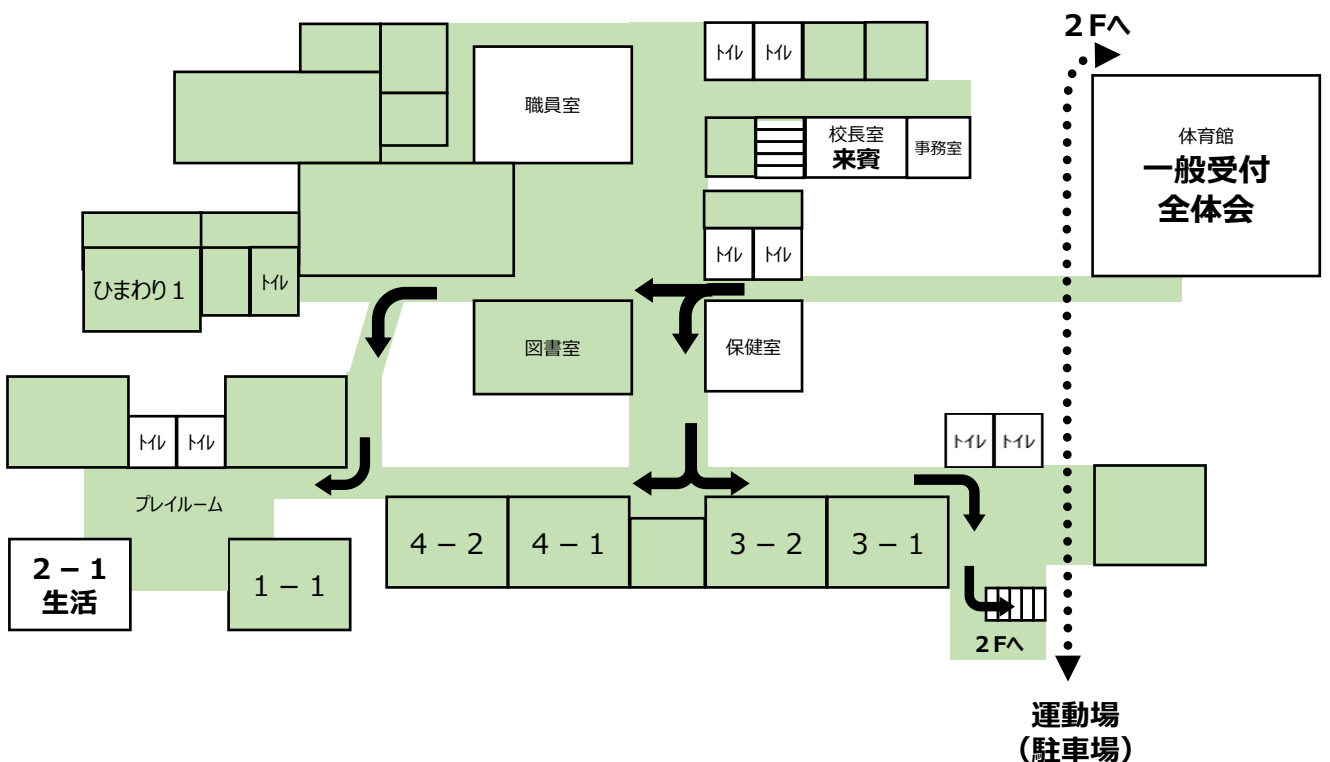 ２Fへ
トイレ
トイレ
職員室
体育館
一般受付
全体会
校長室
来賓
事務室
トイレ
トイレ
ひまわり１
トイレ
図書室
保健室
トイレ
トイレ
トイレ
トイレ
プレイルーム
４－２
４－１
３－２
３－１
２－１
生活
１－１
２Fへ
運動場
（駐車場）